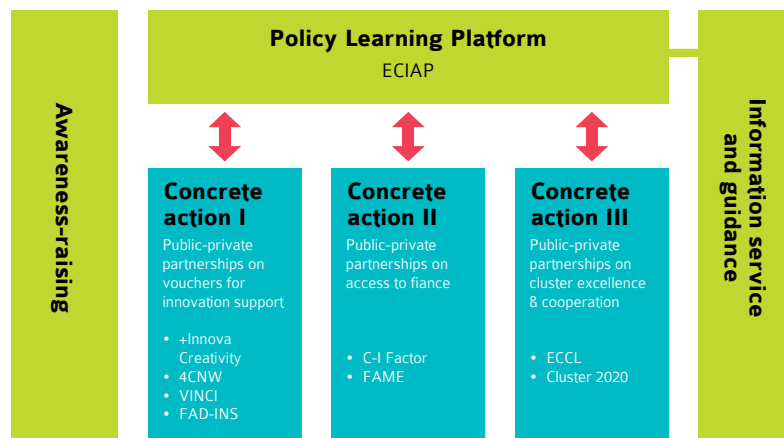 Awareness-raising
Policy Learning Platform
ECIAP
Concrete
action I
Public-private
partnerships on
vouchers for
innovation support
• +Innova
Creativity
• 4CNW
• VINCI
• FAD-INS
Concrete
action II
Public-private
partnerships on
access to fiance
• C-I Factor
• FAME
Concrete
action III
Public-private
partnerships on
cluster excellence
& cooperation
• ECCL
• Cluster 2020
Information service
and guidance